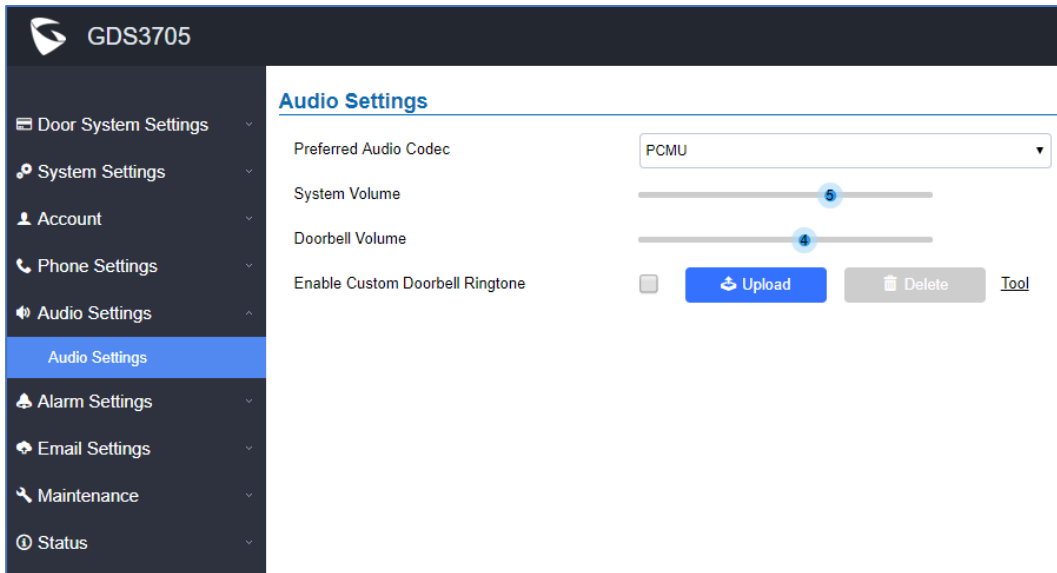 GDS3705
Door System Settings
System Settings
Account
Phone Settings
Audio Settings
Audio Settings
Alarm Settings
Email Settings
Maintenance
Status
Audio Settings
Preferred Audio Codec PCMU
System Volume 5
Doorbell Volume 4
Enable Custom Doorbell Ringtone Upload Delete Tool